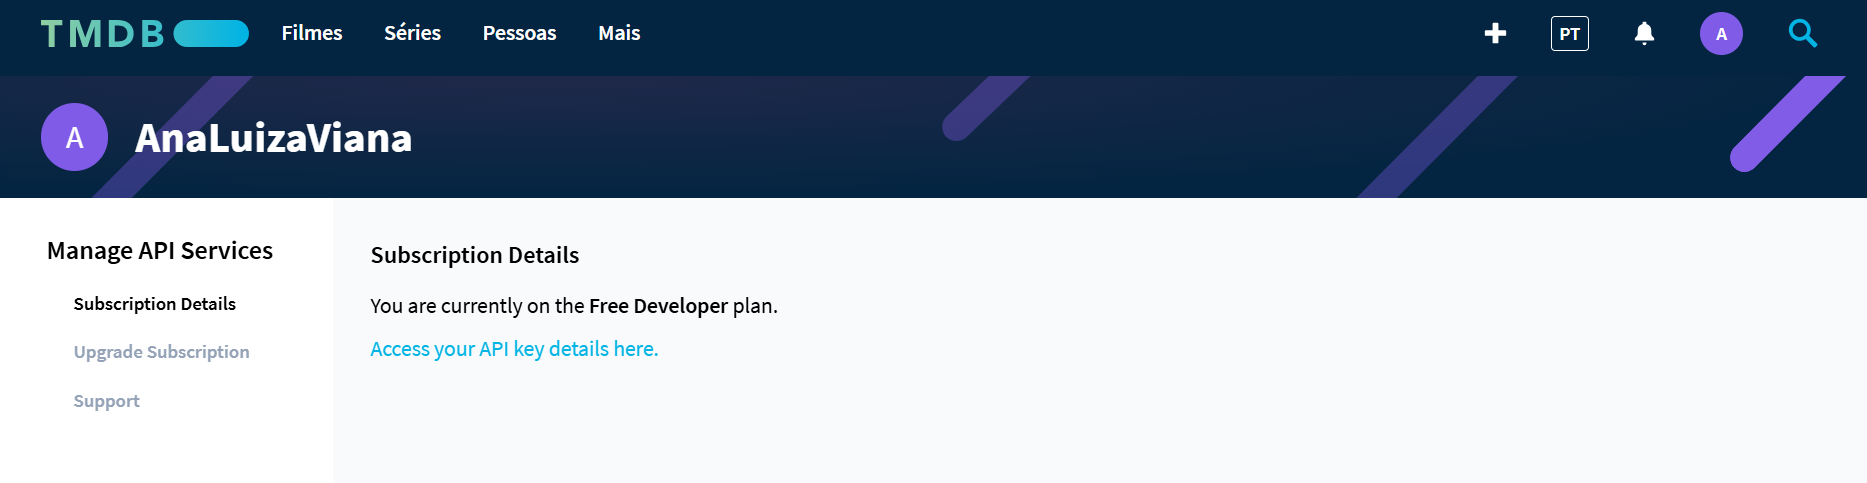 TMDB Filmes Séries Pessoas Mais PT A
A AnaLuizaViana
Manage API Services
Subscription Details
Upgrade Subscription
Support
Subscription Details
You are currently on the Free Developer plan.
Access your API key details here.